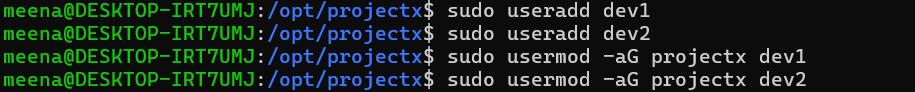 meena@DESKTOP-IRT7UMJ:/opt/projectx$ sudo useradd dev1
meena@DESKTOP-IRT7UMJ:/opt/projectx$ sudo useradd dev2
meena@DESKTOP-IRT7UMJ:/opt/projectx$ sudo usermod -aG projectx dev1
meena@DESKTOP-IRT7UMJ:/opt/projectx$ sudo usermod -aG projectx dev2